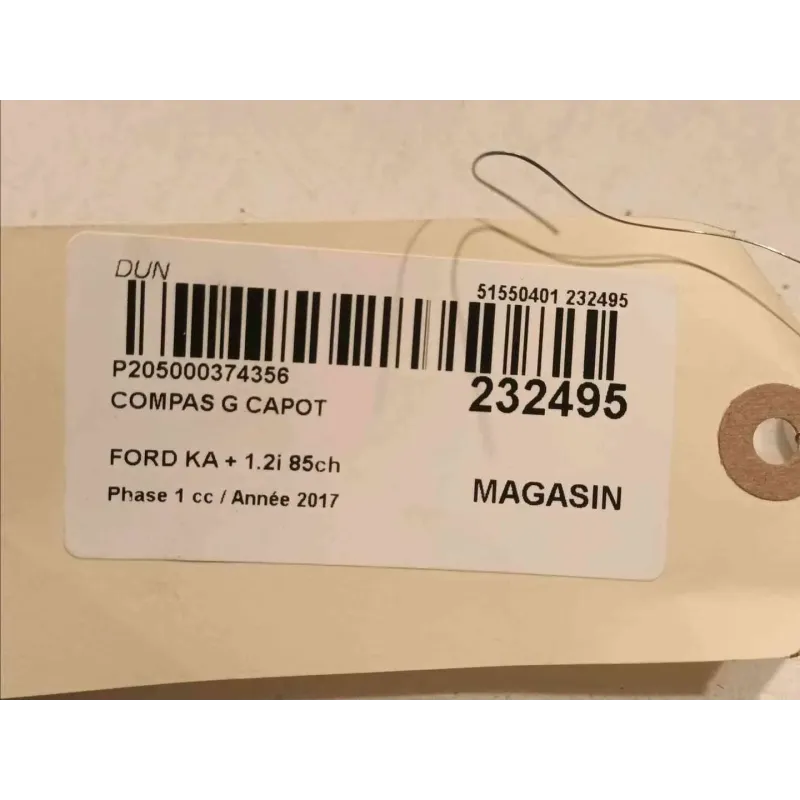 DUN
51550401 232495
P205000374356
232495
COMPAS G CAPOT
FORD KA + 1.2i 85ch
Phase 1 cc / Année 2017
MAGASIN